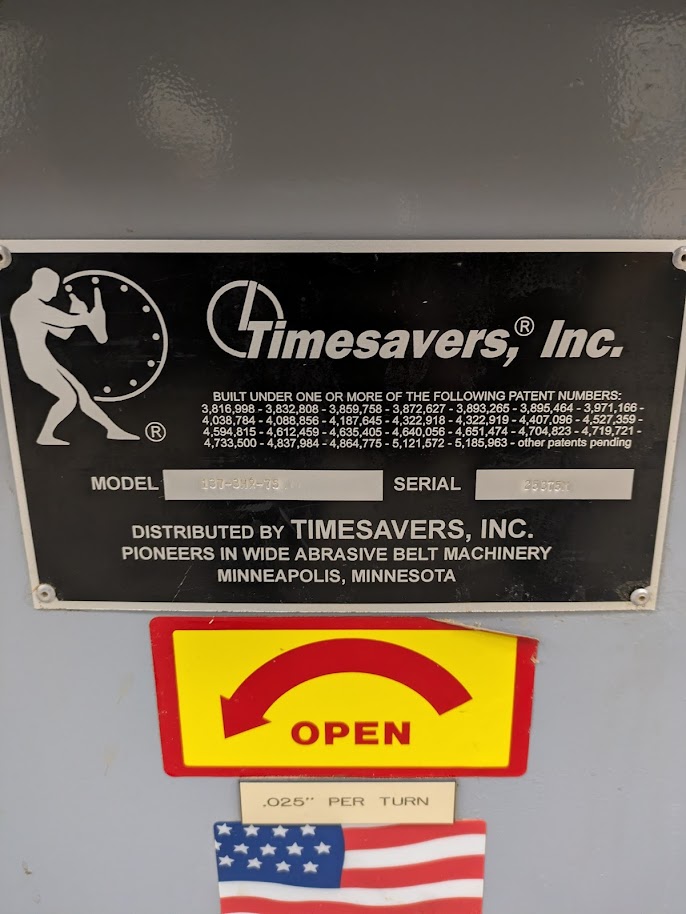 Timesavers,® Inc.
BUILT UNDER ONE OR MORE OF THE FOLLOWING PATENT NUMBERS:
3,816,998 - 3,832,808 - 3,859,758 - 3,872,627 - 3,893,265 - 3,895,464 - 3,971,166 -
4,038,784 - 4,088,856 - 4,187,645 - 4,322,918 - 4,322,919 - 4,407,096 - 4,527,359 -
4,594,815 - 4,612,459 - 4,635,405 - 4,640,056 - 4,651,474 - 4,704,823 - 4,719,721 -
4,733,500 - 4,837,984 - 4,864,775 - 5,121,572 - 5,185,963 - other patents pending
®
MODEL SERIAL
DISTRIBUTED BY TIMESAVERS, INC.
PIONEERS IN WIDE ABRASIVE BELT MACHINERY
MINNEAPOLIS, MINNESOTA
OPEN
.025" PER TURN